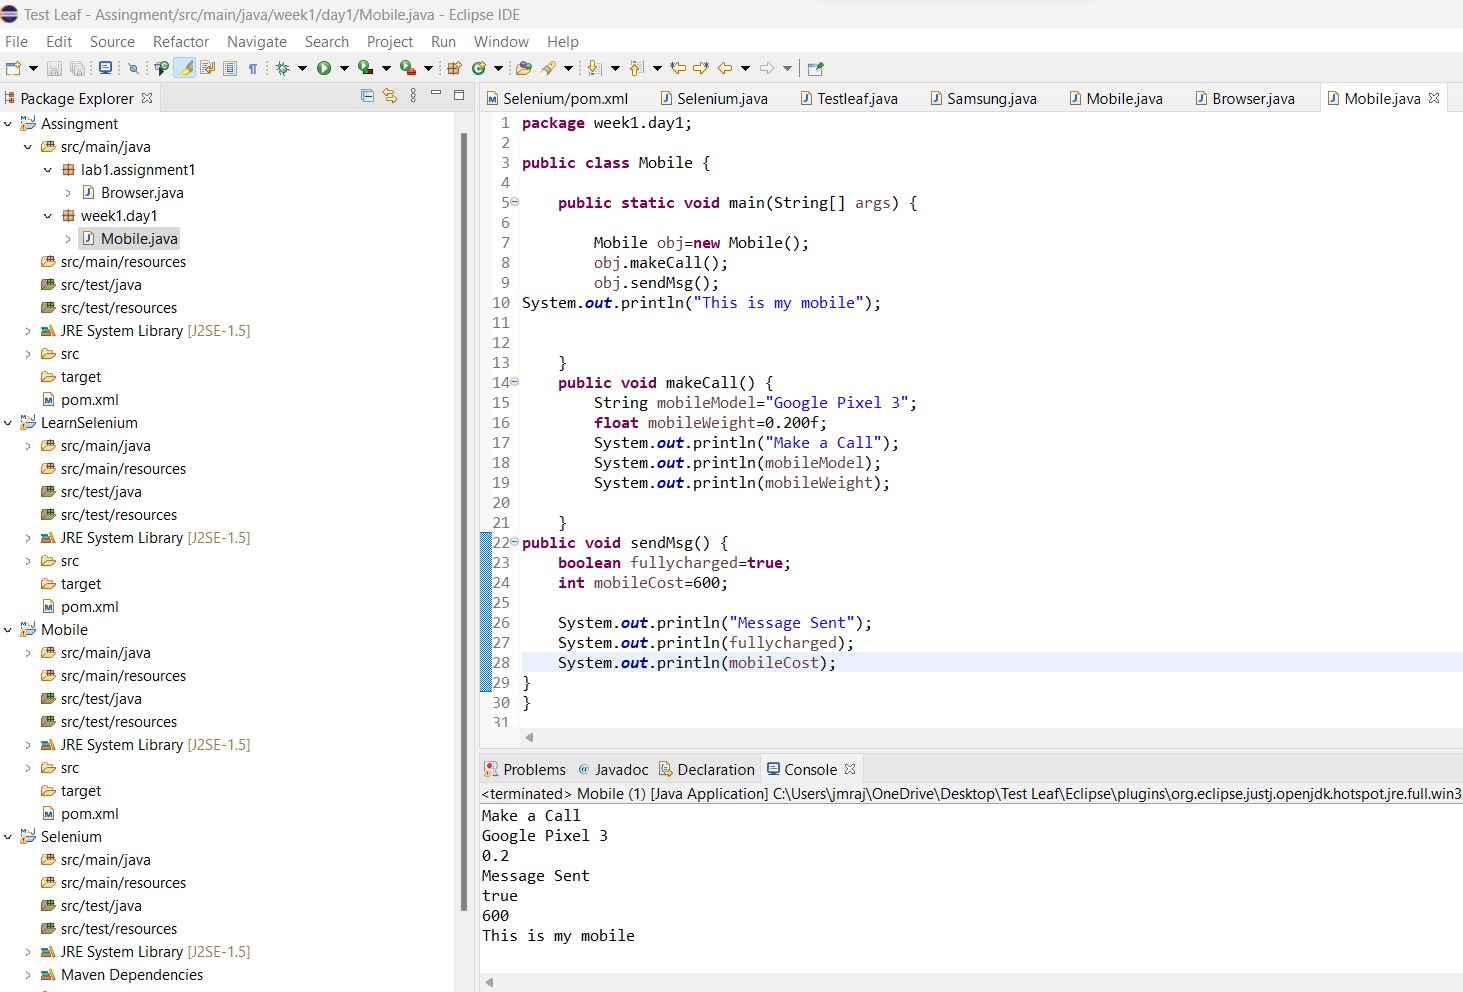 Test Leaf - Assingment/src/main/java/week1/day1/Mobile.java - Eclipse IDE
File Edit Source Refactor Navigate Search Project Run Window Help
Package Explorer
Assingment
src/main/java
lab1.assignment1
Browser.java
week1.day1
Mobile.java
src/main/resources
src/test/java
src/test/resources
JRE System Library [J2SE-1.5]
src
target
pom.xml
LearnSelenium
src/main/java
src/main/resources
src/test/java
src/test/resources
JRE System Library [J2SE-1.5]
src
target
pom.xml
Mobile
src/main/java
src/main/resources
src/test/java
src/test/resources
JRE System Library [J2SE-1.5]
src
target
pom.xml
Selenium
src/main/java
src/main/resources
src/test/java
src/test/resources
JRE System Library [J2SE-1.5]
Maven Dependencies
Selenium/pom.xml Selenium.java Testleaf.java Samsung.java Mobile.java Browser.java Mobile.java
1 package week1.day1;
2
3 public class Mobile {
4
5     public static void main(String[] args) {
6
7         Mobile obj=new Mobile();
8         obj.makeCall();
9         obj.sendMsg();
10 System.out.println("This is my mobile");
11
12
13     }
14     public void makeCall() {
15         String mobileModel="Google Pixel 3";
16         float mobileWeight=0.200f;
17         System.out.println("Make a Call");
18         System.out.println(mobileModel);
19         System.out.println(mobileWeight);
20
21     }
22 public void sendMsg() {
23     boolean fullycharged=true;
24     int mobileCost=600;
25
26     System.out.println("Message Sent");
27     System.out.println(fullycharged);
28     System.out.println(mobileCost);
29 }
30 }
31
Problems @ Javadoc Declaration Console
<terminated> Mobile (1) [Java Application] C:\Users\jmraj\OneDrive\Desktop\Test Leaf\Eclipse\plugins\org.eclipse.justj.openjdk.hotspot.jre.full.win3
Make a Call
Google Pixel 3
0.2
Message Sent
true
600
This is my mobile